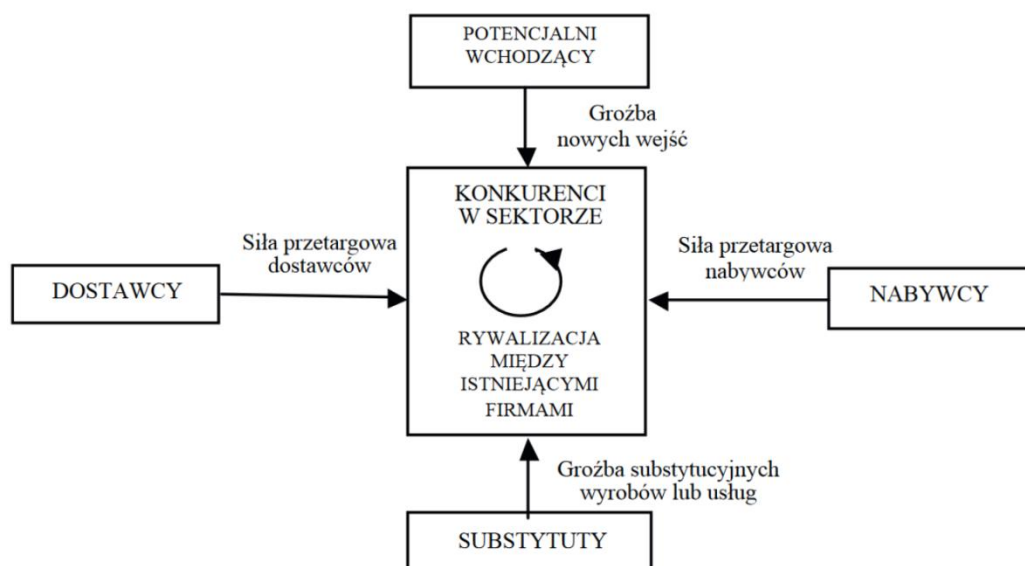 POTENCJALNI
WCHODZĄCY
Groźba
nowych wejść
KONKURENCI
W SEKTORZE
Siła przetargowa
dostawców
Siła przetargowa
nabywców
DOSTAWCY
NABYWCY
RYWALIZACJA
MIĘDZY
ISTNIEJĄCYMI
FIRMAMI
Groźba substytucyjnych
wyrobów lub usług
SUBSTYTUTY